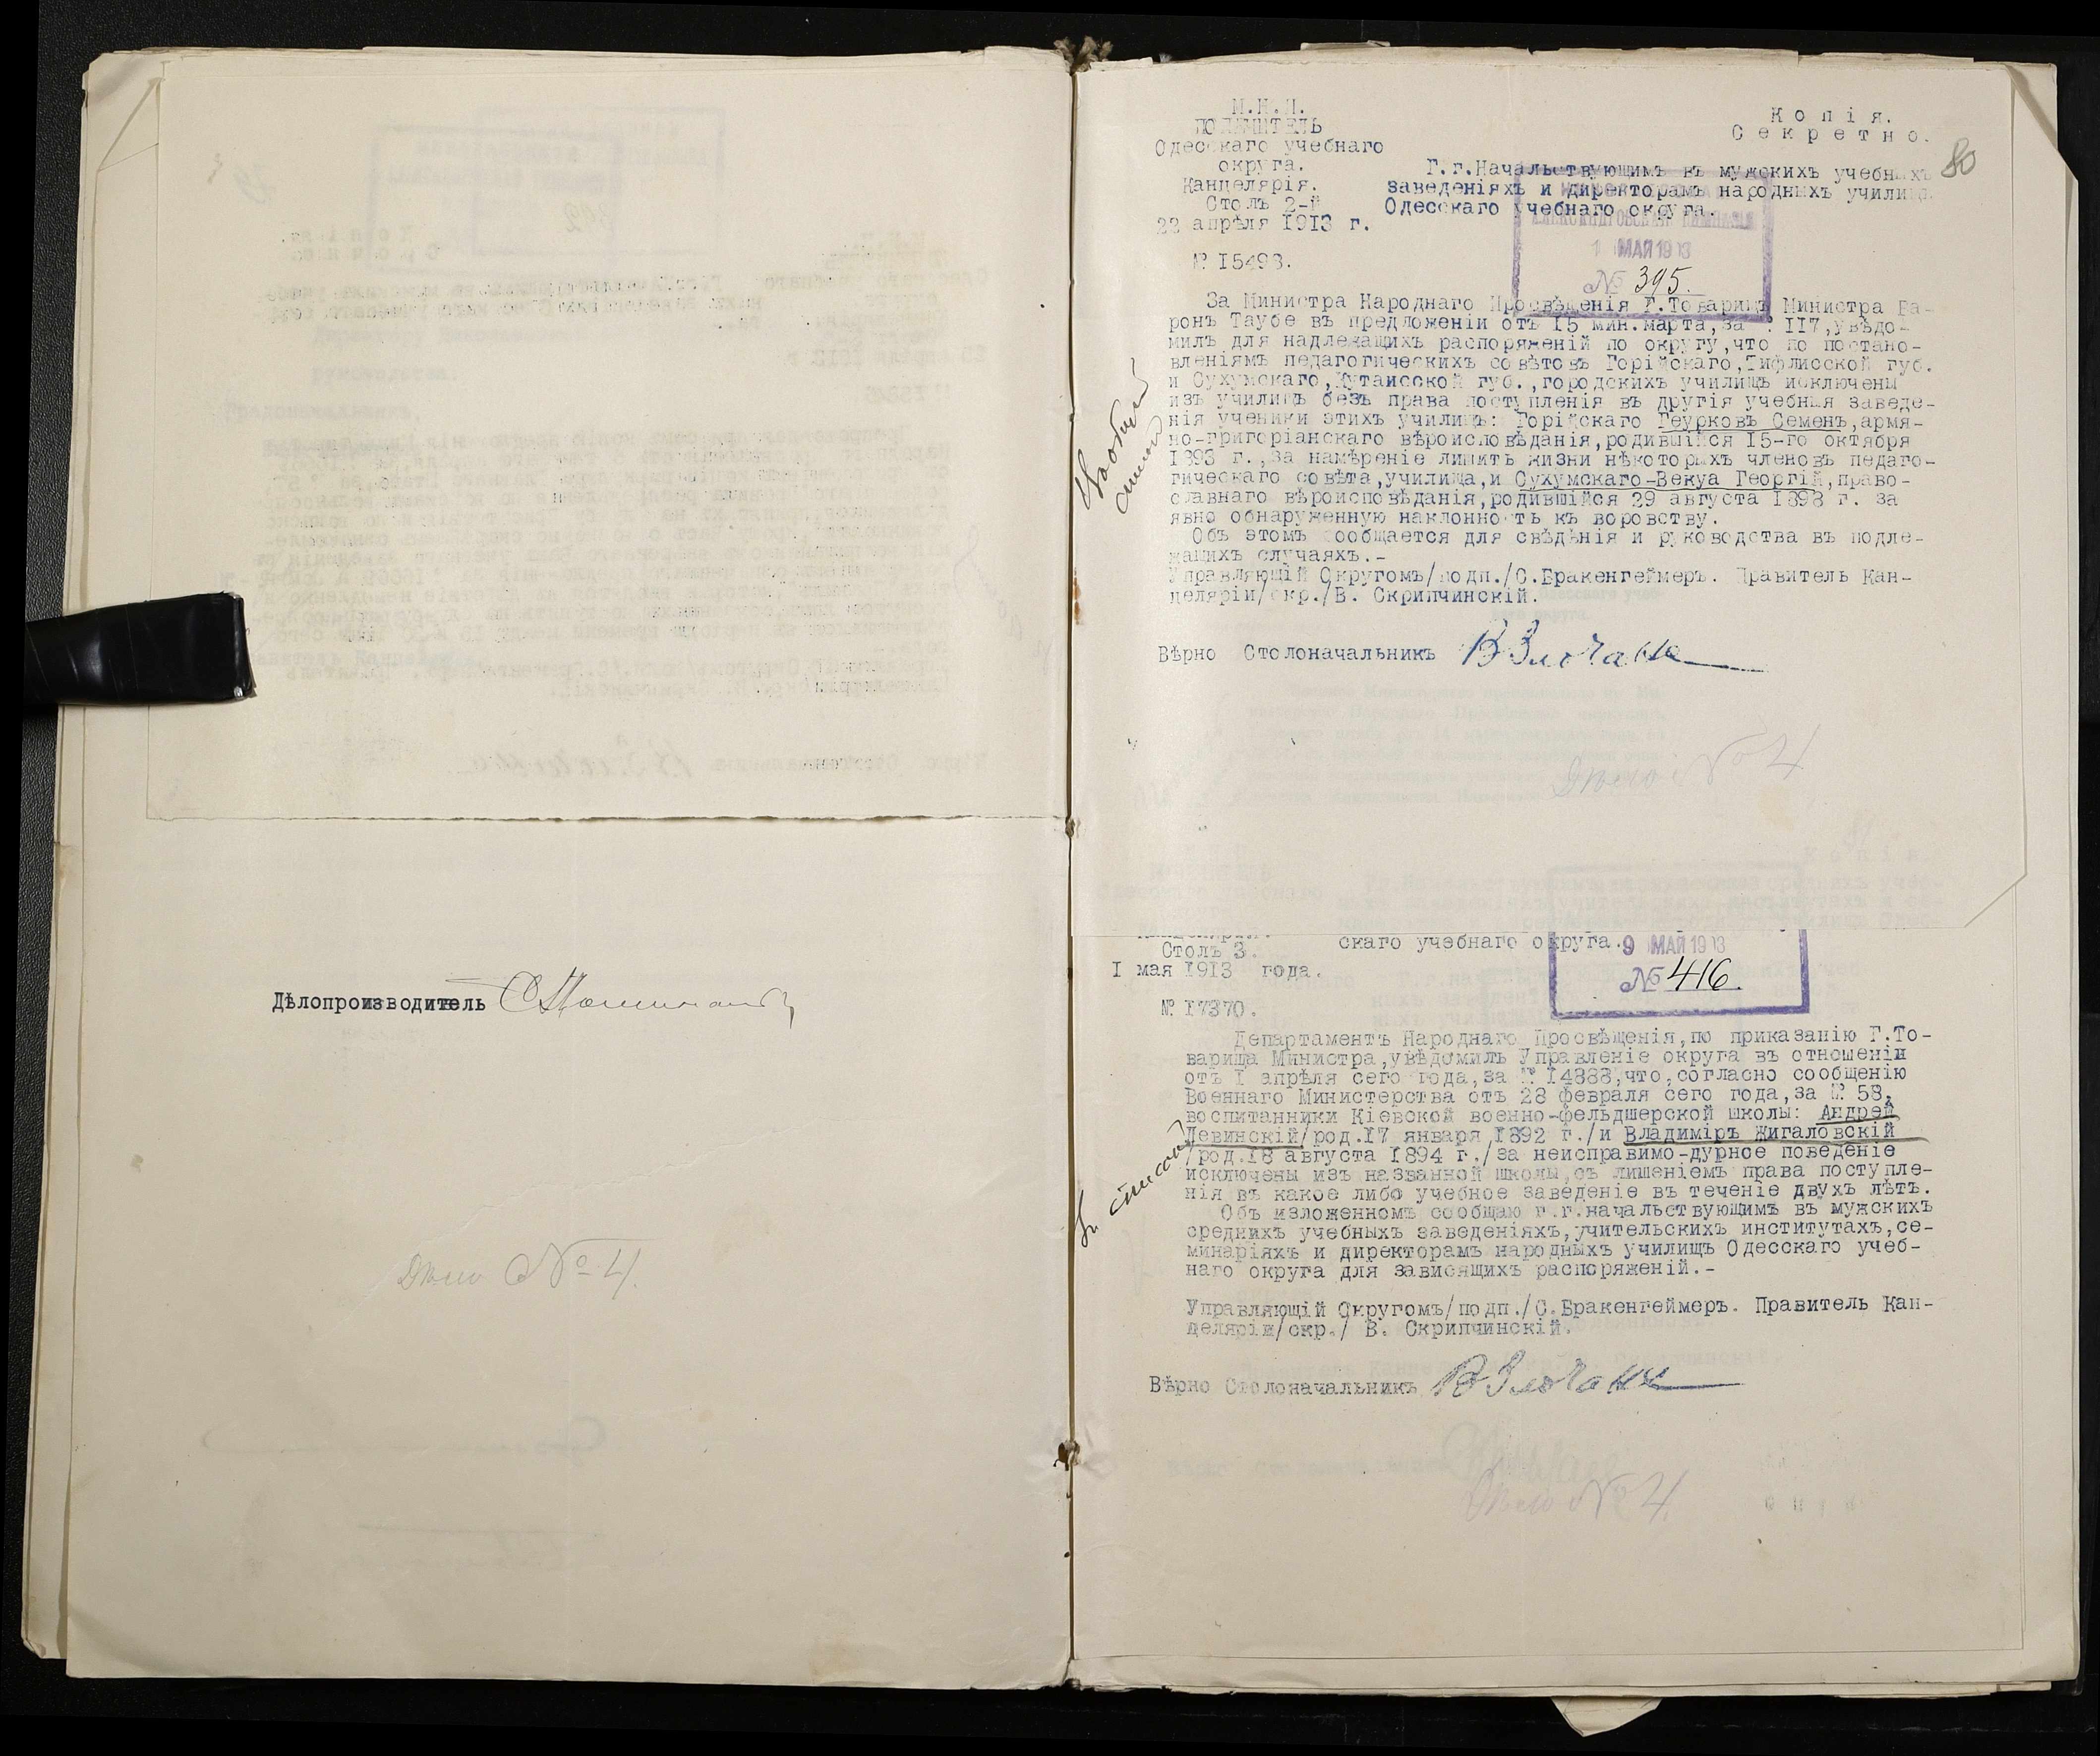 Дѣлопроизводитель
Дѣло № 4.
М.Н.П.
ПОПЕЧИТЕЛЬ
Одесскаго учебнаго
округа.
Канцелярія.
Столъ 2-й
22 апрѣля 1913 г.
№ 15493.
Копія.
Секретно.
80
Г.г.Начальствующимъ въ мужскихъ учебныхъ
заведеніяхъ и директорамъ народныхъ училищъ
Одесскаго учебнаго округа.
АЛЕКСАНДРОВСКАЯ ГИМНАЗІЯ
1 МАЯ 1913
№ 395.
За Министра Народнаго Просвѣщенія Г.Товарищъ Министра Ба-
ронъ Таубе въ предложеніи отъ 15 мин.марта,за № 117,увѣдо-
милъ для надлежащихъ распоряженій по округу,что по постано-
вленіямъ педагогическихъ совѣтовъ Горійскаго,Тифлисской губ.
и Сухумскаго,Кутаисской губ.,городскихъ училищъ исключены
изъ училищъ безъ права поступленія въ другія учебныя заведе-
нія ученики этихъ училищъ: Горійскаго Геурковъ Семенъ,армя-
но-григоріанскаго вѣроисповѣданія,родившійся 15-го октября
1893 г.,за намѣреніе лишить жизни нѣкоторыхъ членовъ педаго-
гическаго совѣта,училища,и Сухумскаго-Векуа Георгій,право-
славнаго вѣроисповѣданія,родившійся 29 августа 1898 г. за
явно обнаруженную наклонность къ воровству.
Объ этомъ сообщается для свѣдѣнія и руководства въ подле-
жащихъ случаяхъ.-
Управляющій Округомъ/подп./С.Бракенгеймеръ. Правитель Кан-
целяріи/скр./В. Скрипчинскій.
Вѣрно Столоначальникъ
Дѣло № 4
Столъ 3.
1 мая 1913 года.
№ 17370.
скаго учебнаго округа.
9 МАЯ 1913
№ 416.
Департаментъ Народнаго Просвѣщенія,по приказанію Г.То-
варища Министра,увѣдомилъ Управленіе округа въ отношеніи
отъ 1 апрѣля сего года,за № 14888,что,согласно сообщенію
Военнаго Министерства отъ 28 февраля сего года,за № 58,
воспитанники Кіевской военно-фельдшерской школы: Андрей
Левинскій/род.17 января 1892 г./и Владиміръ Жигаловскій
/род.18 августа 1894 г./за неисправимо-дурное поведеніе
исключены изъ названной школы,съ лишеніемъ права поступле-
нія въ какое либо учебное заведеніе въ теченіе двухъ лѣтъ.
Объ изложенномъ сообщаю г.г.начальствующимъ въ мужскихъ
среднихъ учебныхъ заведеніяхъ,учительскихъ институтахъ,се-
минаріяхъ и директорамъ народныхъ училищъ Одесскаго учеб-
наго округа для зависящихъ распоряженій.-
Управляющій Округомъ/подп./С.Бракенгеймеръ. Правитель Кан-
целяріи/скр./ В. Скрипчинскій.
Вѣрно Столоначальникъ
Дѣло № 4.